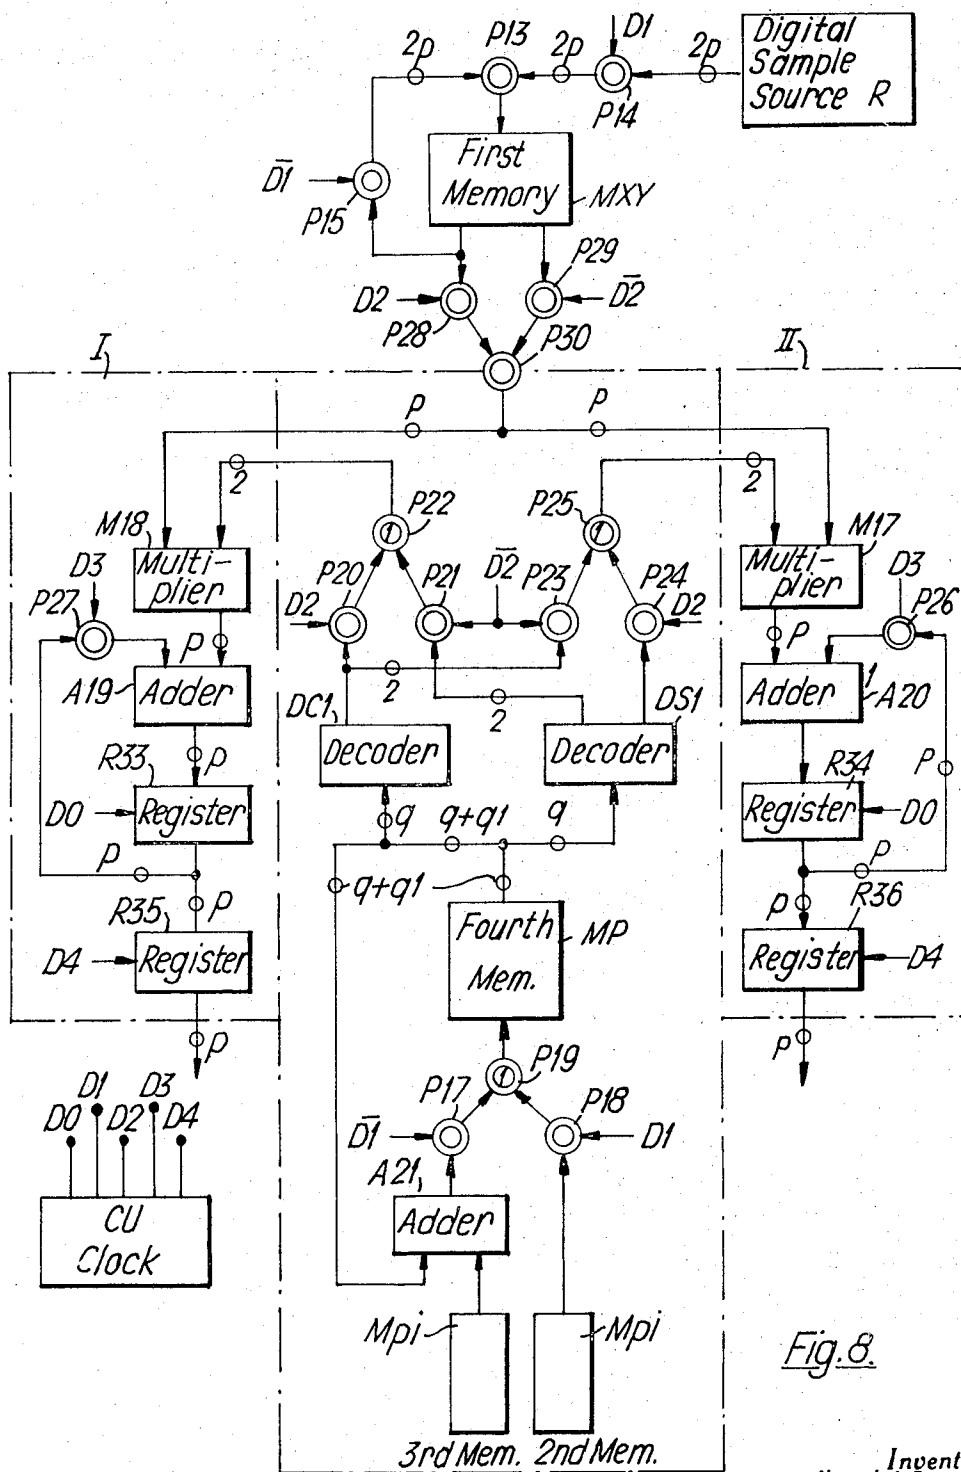 Digital
Sample
Source R
2p
D1
P14
2p
P13
2p
D1̅
P15
First
Memory
MXY
P29
D2
P28
D2̅
P30
I
II
p
p
2
2
M18
Multi-
plier
P22
P25
M17
Multi-
plier
D3
P27
P20
P21
D2̅
P23
P24
D2
D2
D3
P26
p
p
A19
Adder
2
2
Adder
1
A20
DC1
Decoder
DS1
Decoder
p
p
R33
D0
Register
R34
Register
D0
q
q+q1
q
p
p
p
p
q+q1
R35
D4
Register
R36
Register
D4
Fourth
Mem.
MP
p
p
P19
P17
P18
D1̅
D1
D0
D1
D2
D3
D4
CU
Clock
A21
Adder
Mpi
Mpi
3rd Mem.
2nd Mem.
Fig. 8.
Invent